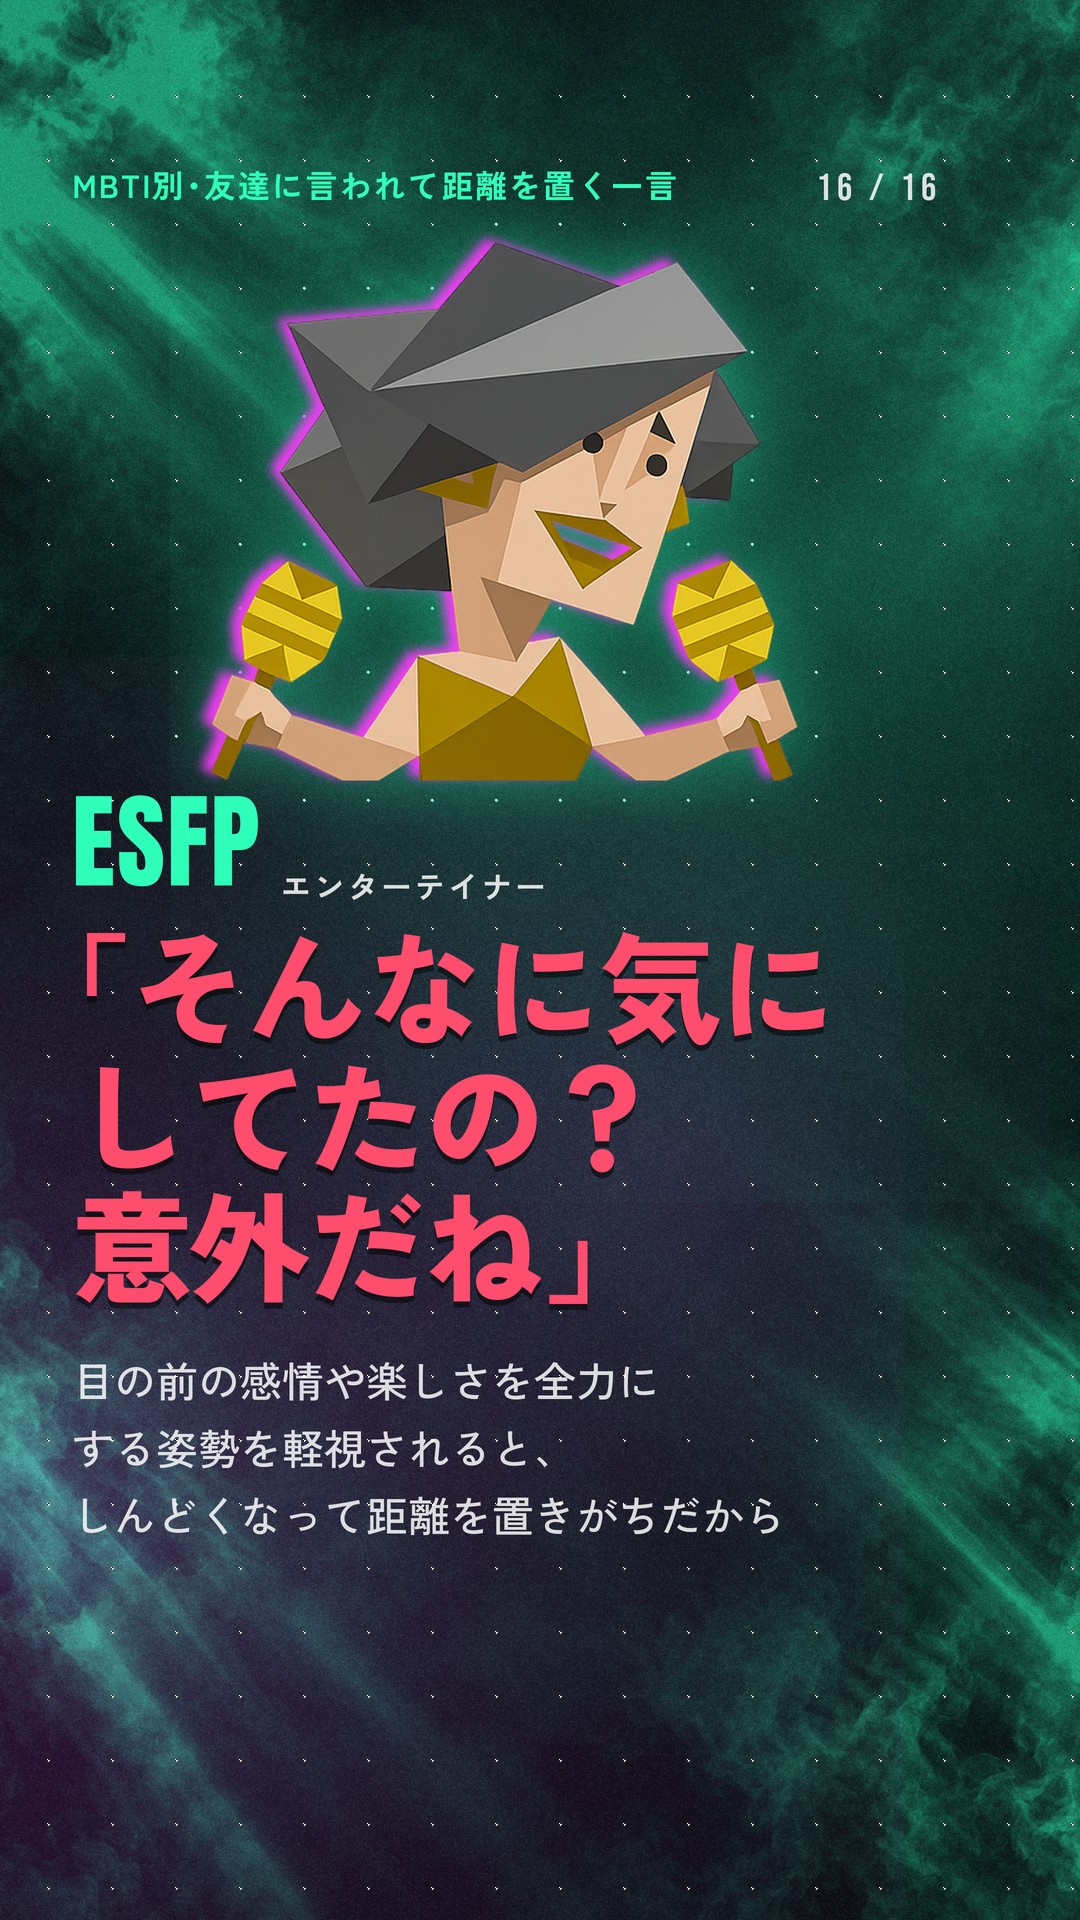 MBTI別・友達に言われて距離を置く一言
16 / 16
ESFP
エンターテイナー
「そんなに気に
してたの？
意外だね」
目の前の感情や楽しさを全力に
する姿勢を軽視されると、
しんどくなって距離を置きがちだから